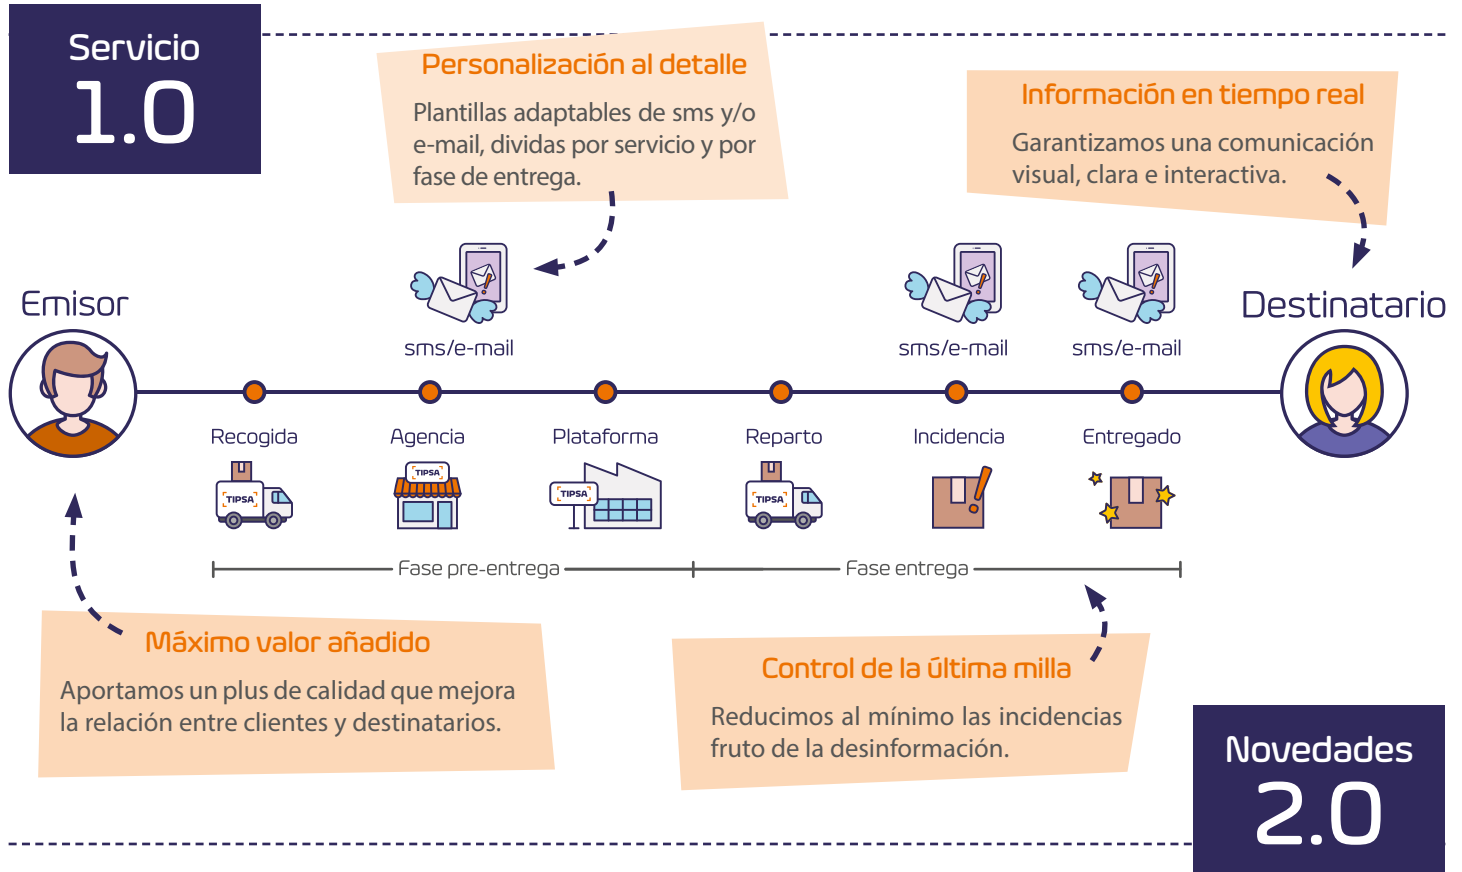 Servicio
1.0
Personalización al detalle
Plantillas adaptables de sms y/o
e-mail, dividas por servicio y por
fase de entrega.
Información en tiempo real
Garantizamos una comunicación
visual, clara e interactiva.
Emisor
Destinatario
sms/e-mail
sms/e-mail
sms/e-mail
Recogida
Agencia
Plataforma
Reparto
Incidencia
Entregado
TIPSA
TIPSA
TIPSA
TIPSA
Fase pre-entrega
Fase entrega
Máximo valor añadido
Aportamos un plus de calidad que mejora
la relación entre clientes y destinatarios.
Control de la última milla
Reducimos al mínimo las incidencias
fruto de la desinformación.
Novedades
2.0